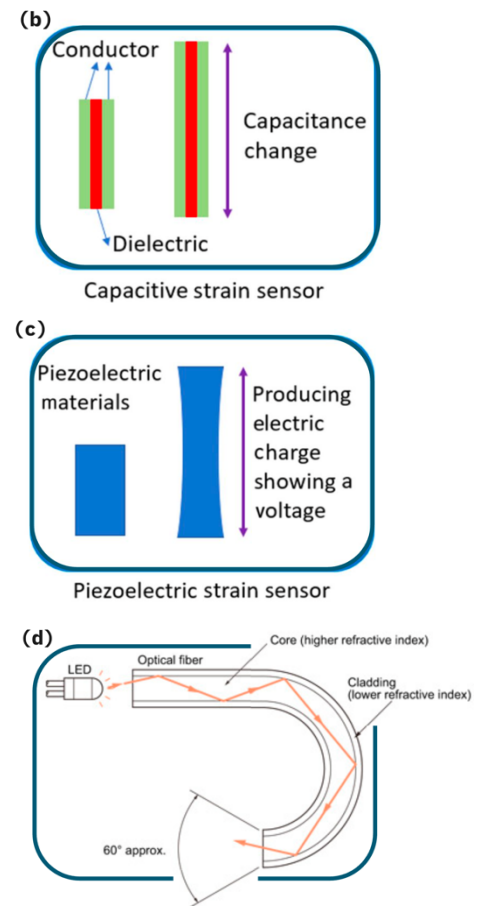 (b)
Conductor
Capacitance
change
Dielectric
Capacitive strain sensor
(c)
Piezoelectric
materials
Producing
electric
charge
showing a
voltage
Piezoelectric strain sensor
(d)
Core (higher refractive index)
LED
Optical fiber
Cladding
(lower refractive index)
60° approx.